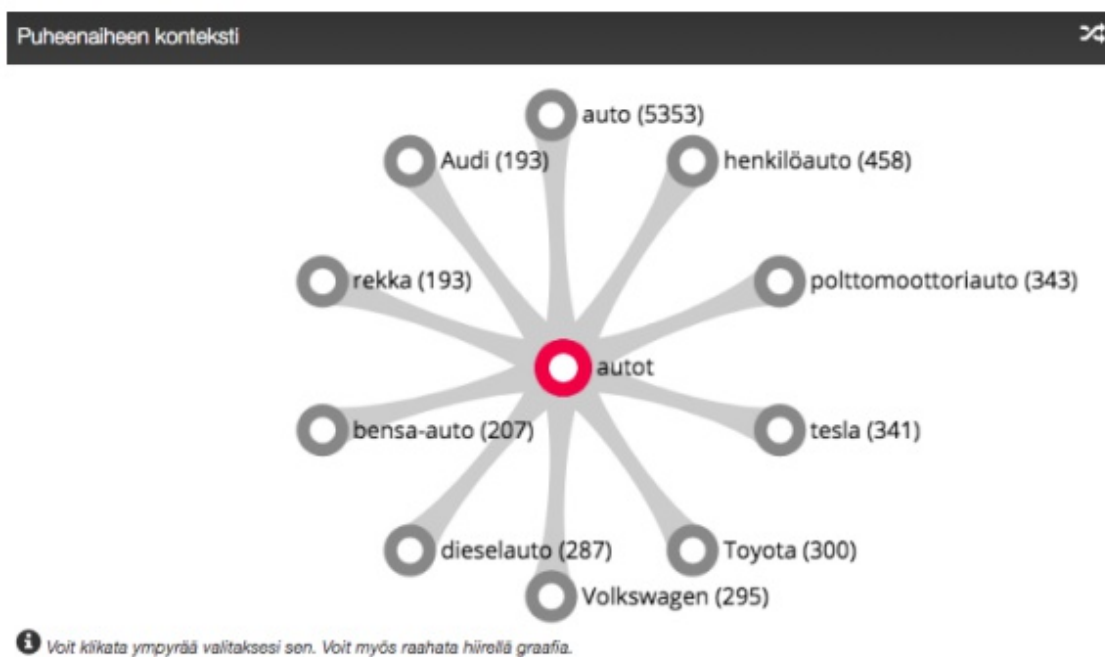 Puheenaiheen konteksti
auto (5353)
Audi (193)
henkilöauto (458)
rekka (193)
polttomoottoriauto (343)
autot
bensa-auto (207)
tesla (341)
dieselauto (287)
Toyota (300)
Volkswagen (295)
Voit klikata ympyrää valitaksesi sen. Voit myös raahata hiirellä graafia.